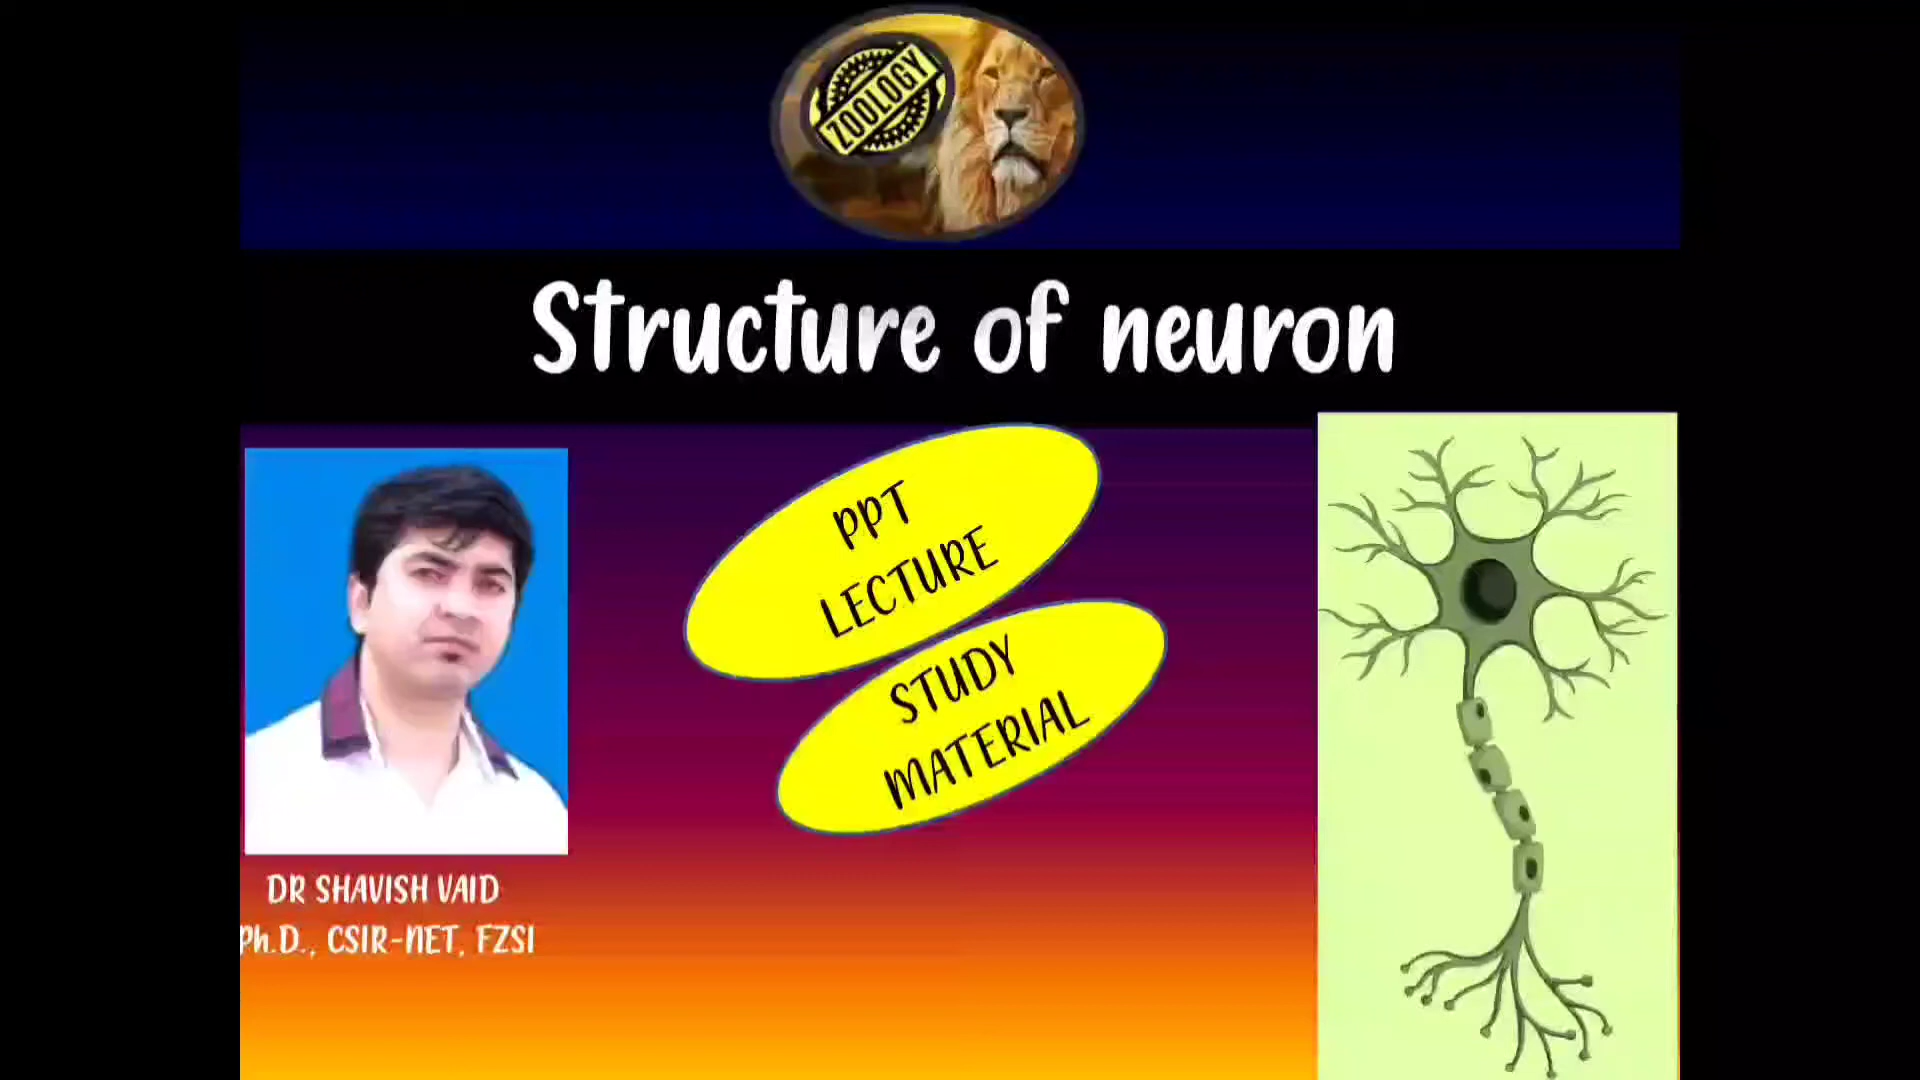 ZOOLOGY
Structure of neuron
PPT
LECTURE
STUDY
MATERIAL
DR SHAVISH VAID
Ph.D., CSIR-NET, FZSI